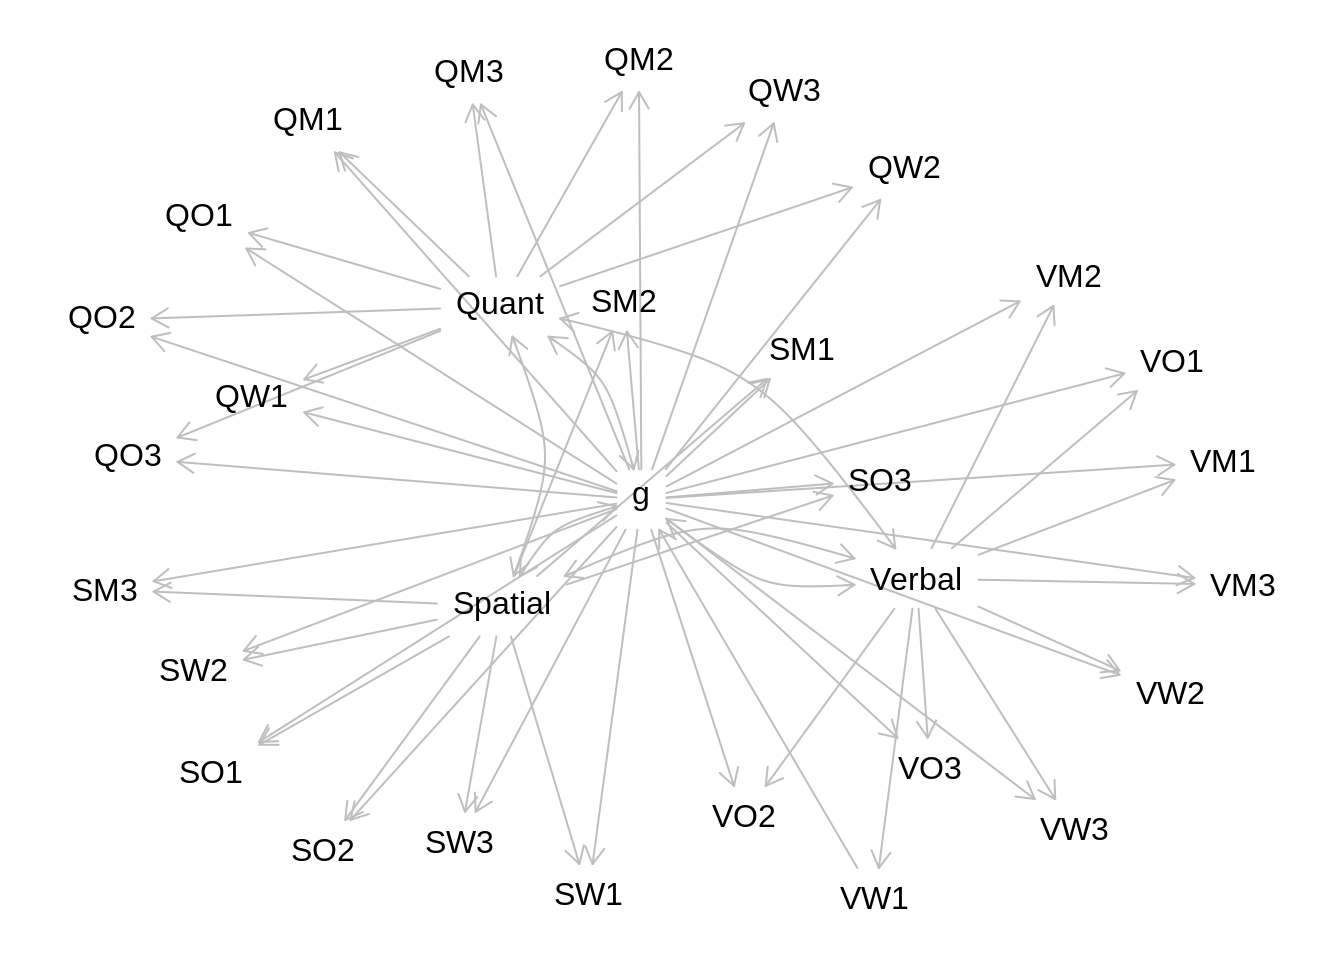 QM2
QM3
QW3
QM1
QW2
QO1
VM2
SM2
Quant
QO2
SM1
VO1
QW1
QO3
VM1
SO3
g
Verbal
VM3
SM3
Spatial
SW2
VW2
VO3
SO1
VO2
VW3
SW3
SO2
SW1
VW1